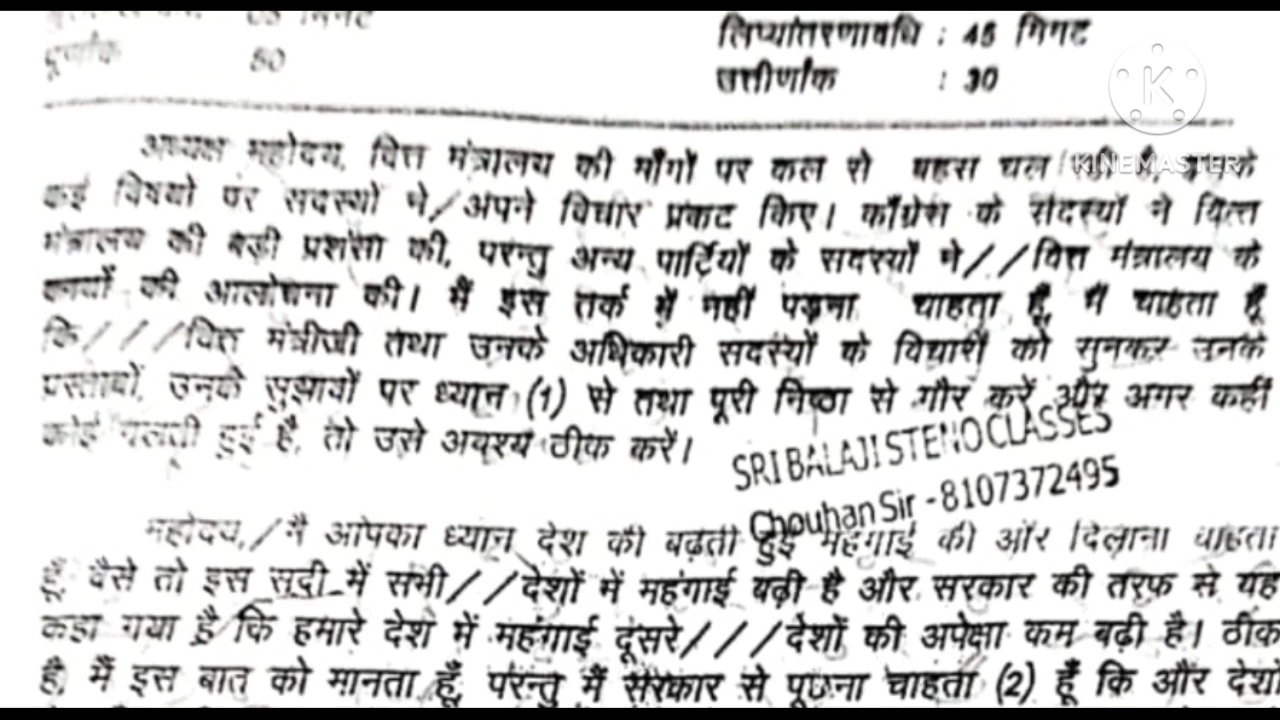 05 मिनट
लिप्यांतरणावधि : 45 मिनट
पूर्णांक 50
उत्तीर्णांक : 30
KINEMASTER
अध्यक्ष महोदय, वित्त मंत्रालय की माँगों पर कल से बहस चल
कई विषयों पर सदस्यों ने/अपने विचार प्रकट किए। काँग्रेस के सदस्यों ने वित्त
मंत्रालय की बड़ी प्रशंसा की, परन्तु अन्य पार्टियों के सदस्यों ने//वित्त मंत्रालय के
कार्यों की आलोचना की। मैं इस तर्क में नहीं पड़ना चाहता हूँ, मैं चाहता हूँ
कि///वित्त मंत्रीजी तथा उनके अधिकारी सदस्यों के विचारों को सुनकर उनके
प्रस्तावों, उनके सुझावों पर ध्यान (1) से तथा पूरी निष्ठा से गौर करें और अगर कहीं
कोई गलती हुई है, तो उसे अवश्य ठीक करें।
SRI BALAJI STENO CLASSES
Chouhan Sir - 8107372495
महोदय,/मैं आपका ध्यान देश की बढ़ती हुई महंगाई की ओर दिलाना चाहता
हूँ, वैसे तो इस सदी में सभी//देशों में महंगाई बढ़ी है और सरकार की तरफ से यह
कहा गया है कि हमारे देश में महंगाई दूसरे///देशों की अपेक्षा कम बढ़ी है। ठीक
है, मैं इस बात को मानता हूँ, परन्तु मैं सरकार से पूछना चाहता (2) हूँ कि और देशों